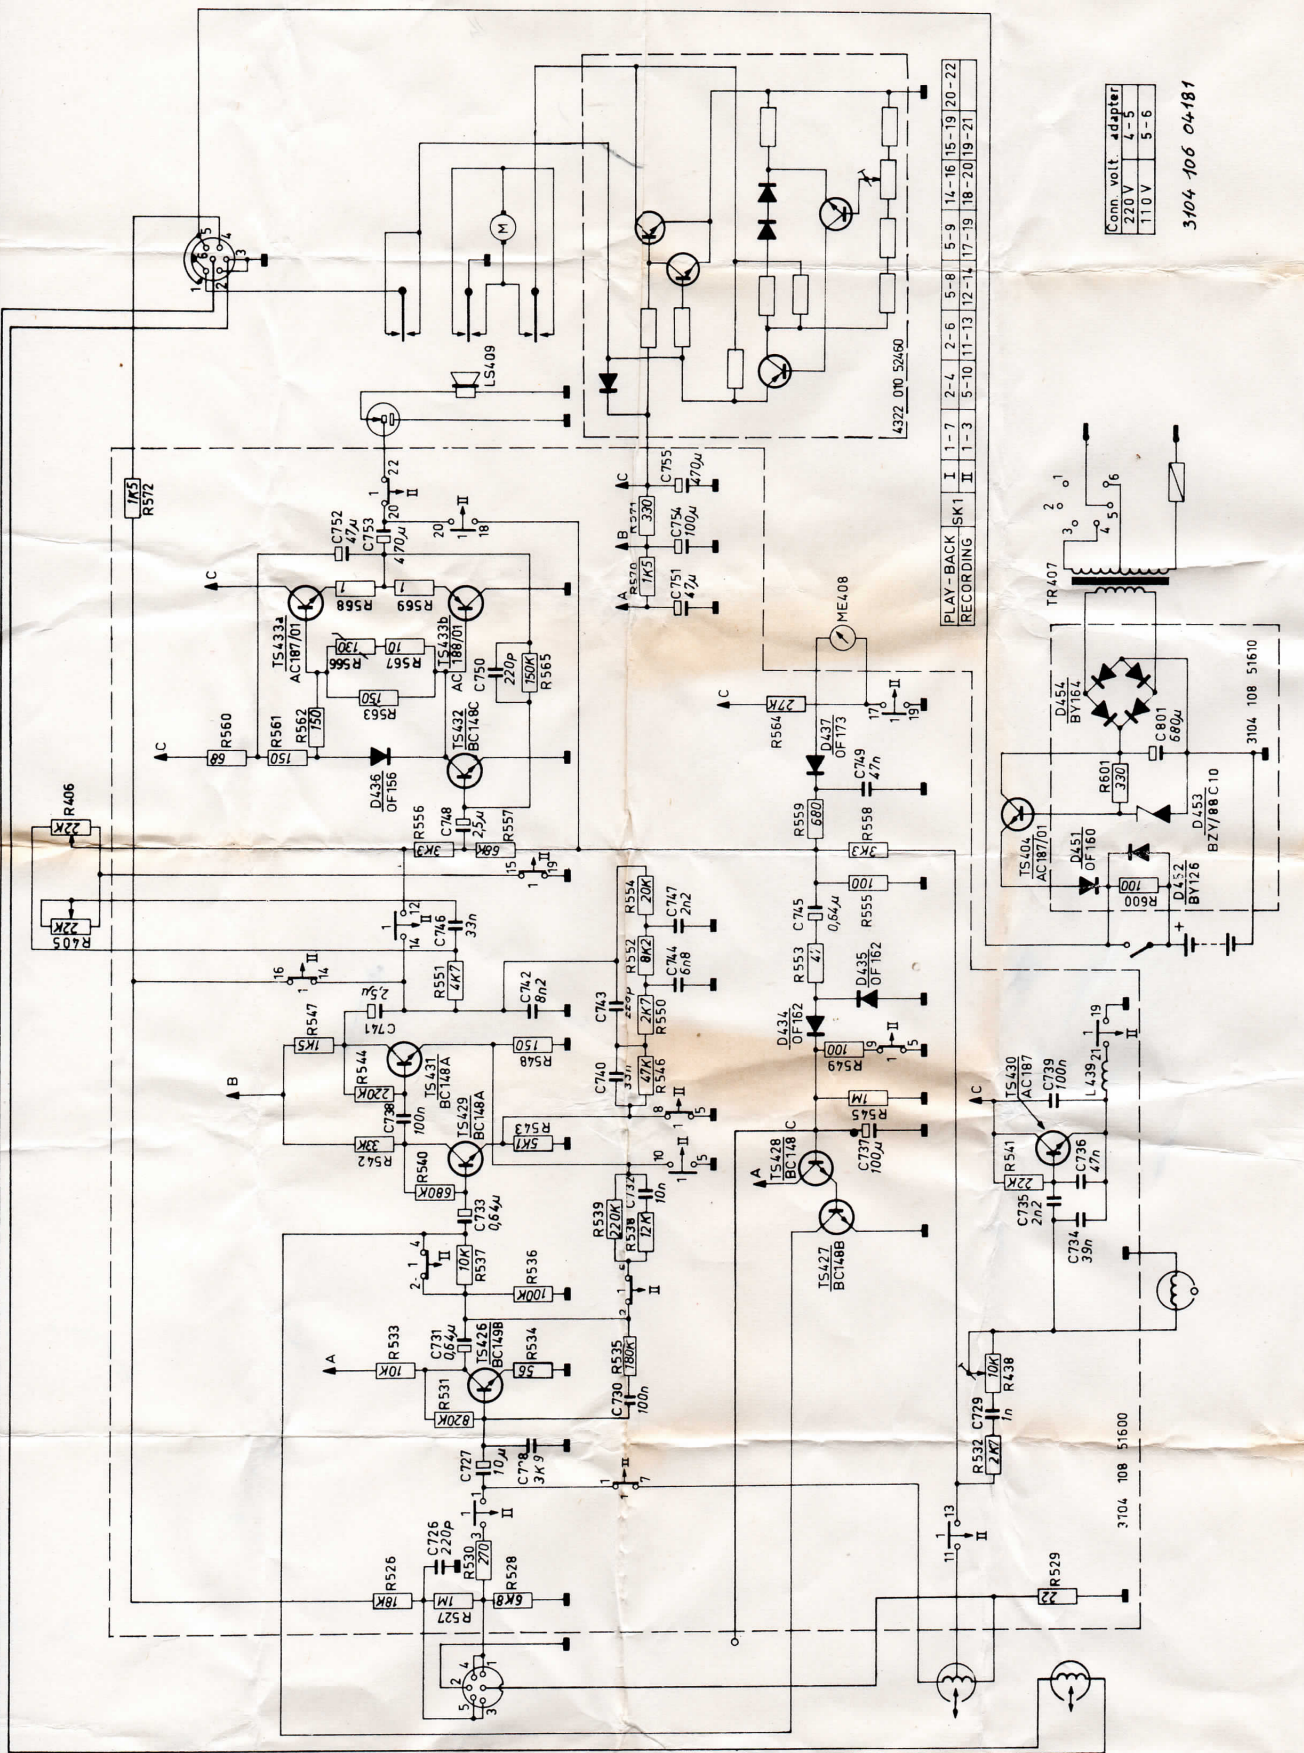 R572
1K5
R406
22K
R405
22K
LS409
M
4322 010 52460
Conn. volt. adapter
220 V 4-5
110 V 5-6
3104 106 04181
PLAY-BACK SK1 I 1-7 2-4 2-6 5-8 5-9 14-16 15-19 20-22
RECORDING II 1-3 5-10 11-13 12-14 17-19 18-20 19-21
C752
47µ
C753
470µ
TS433a
AC187/01
R568
1
R569
1
TS433b
AC 188/01
R566
130
R567
10
R563
150
R562
150
R561
150
R560
68
C750
220p
R565
150K
TS432
BC148C
D436
OF156
C748
2,5µ
R556
3K3
R557
68K
C755
470µ
330
C754
100µ
R570
1K5
C751
47µ
A
B
C
ME408
R564
27K
D437
OF173
C749
47n
R559
680
R558
3K3
R555
100
C745
0,64µ
R553
D435
OF162
D434
OF162
R549
100
R545
1M
C737
100µ
TS428
BC148 C
TS427
BC148B
R547
1K5
C741
2,5µ
R544
220K
TS431
BC148A
R548
150
C738
100n
TS429
BC148A
R543
5K1
R542
33K
R540
680K
C733
0,64µ
R537
10K
R536
100K
R551
4K7
C746
33n
C742
8n2
R554
20K
C747
2n2
R552
8K2
C744
6n8
C743
R550
2K7
C740
R546
47K
R539
220K
C732
10n
R538
12K
R535
180K
C730
100n
R533
10K
C731
0,64µ
TS426
BC149B
R534
56
R531
820K
C727
10µ
3K9
C726
220p
R530
270
R526
18K
R527
1M
R528
6K8
R529
22
R532
2K7
C729
1n
R438
10K
C734
39n
C735
2n2
R541
22K
C736
47n
TS430
AC187
C739
100n
L439
3104 108 51600
TR407
D454
BY164
C801
680µ
R601
330
TS404
AC187/01
D451
OF160
R600
100
D452
BY126
D453
BZY/88 C10
3104 108 51610